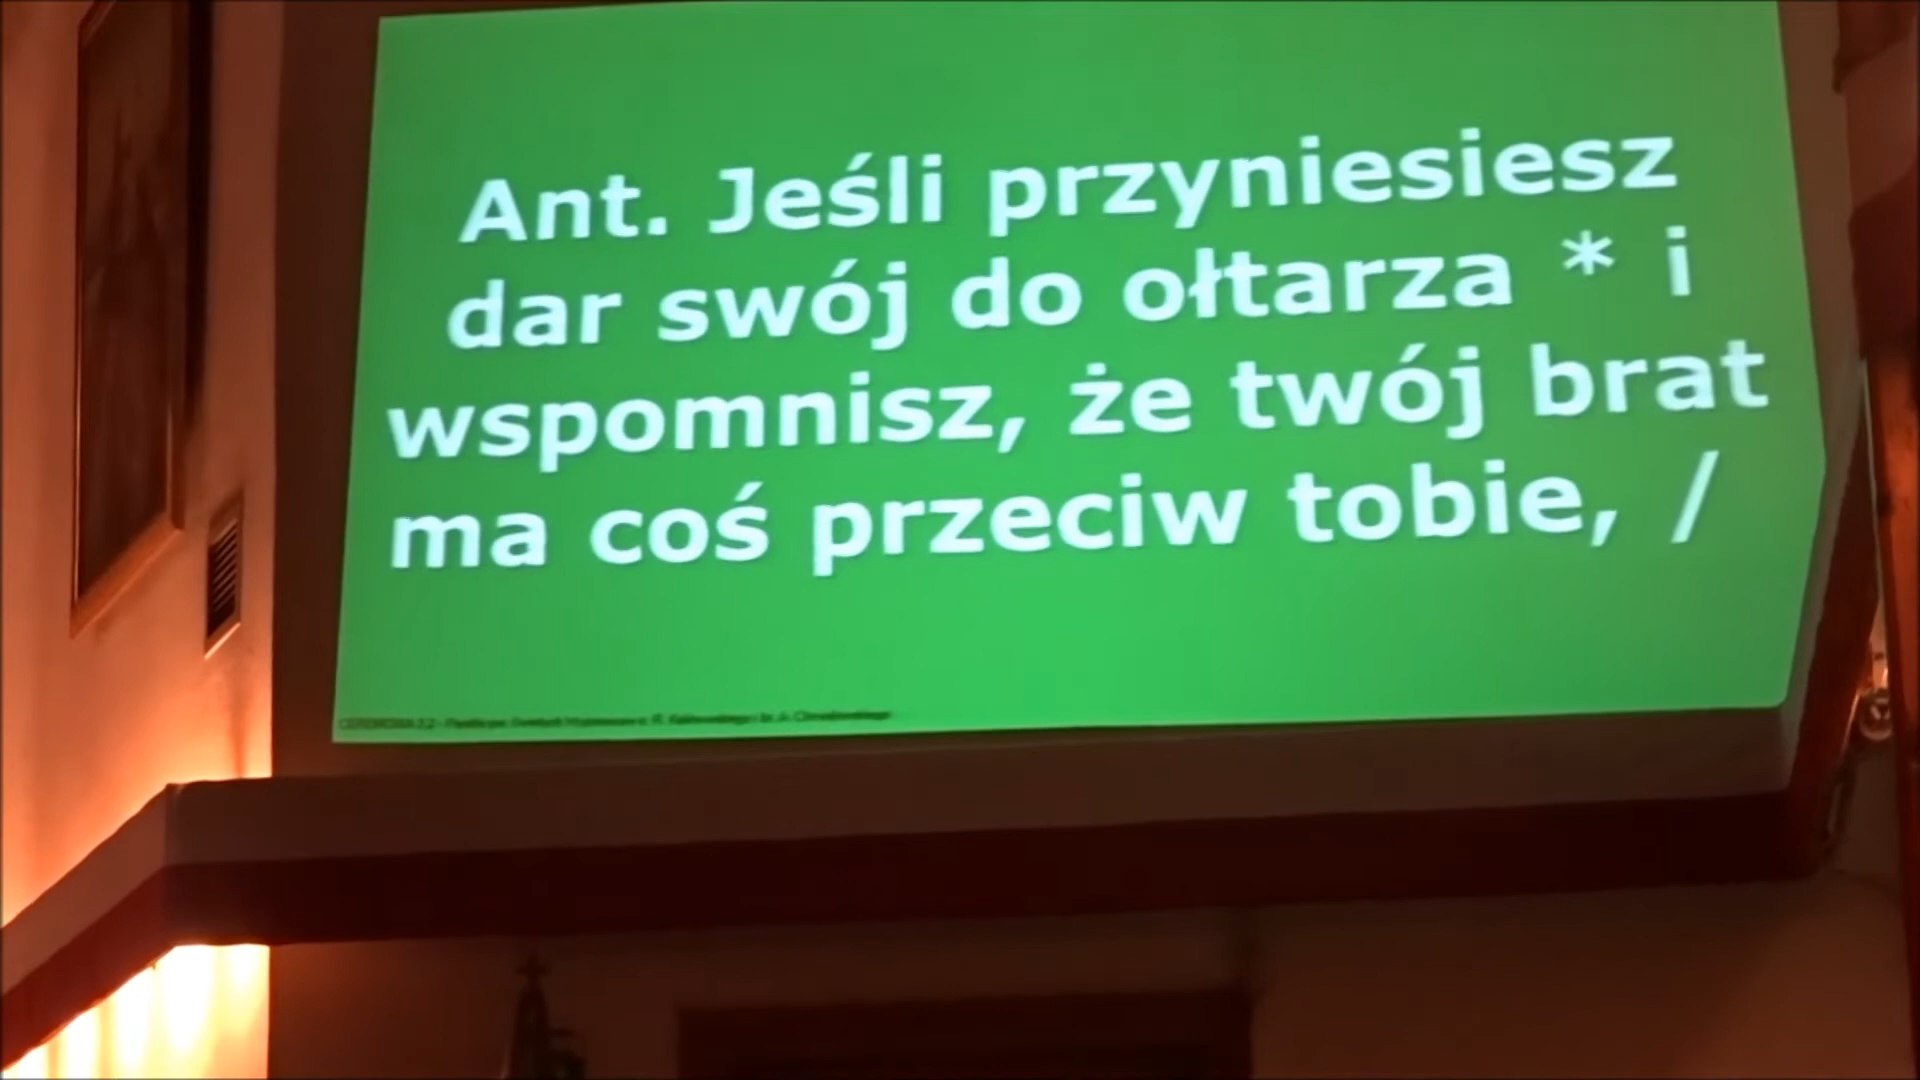 Ant. Jeśli przyniesiesz
dar swój do ołtarza * i
wspomnisz, że twój brat
ma coś przeciw tobie, /